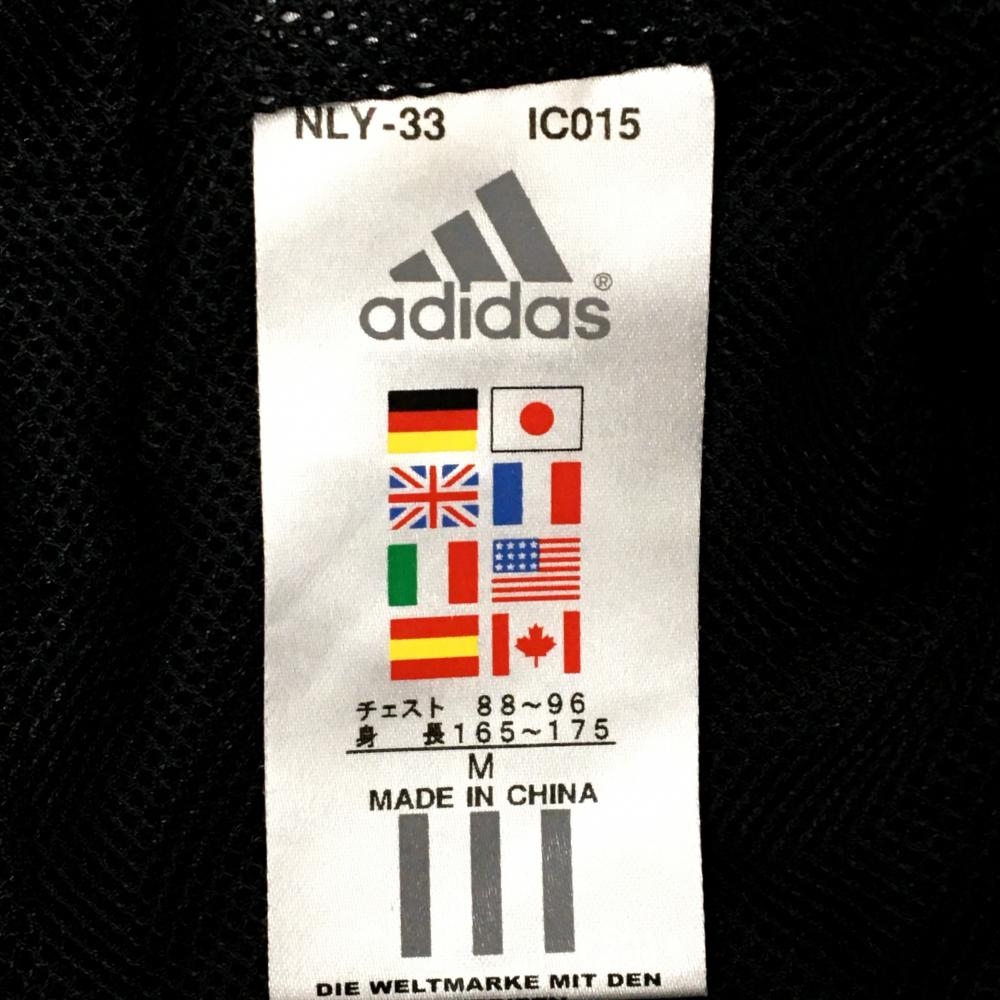 NLY-33 IC015
adidas®
チェスト 88~96
身 長165~175
M
MADE IN CHINA
DIE WELTMARKE MIT DEN